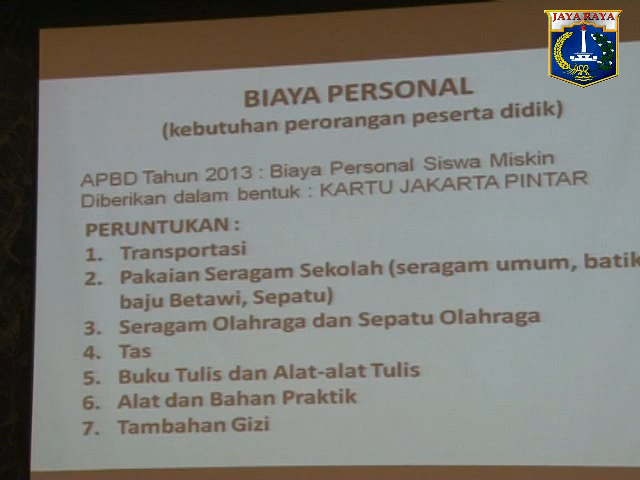 JAYA RAYA
BIAYA PERSONAL
(kebutuhan perorangan peserta didik)
APBD Tahun 2013 : Biaya Personal Siswa Miskin
Diberikan dalam bentuk : KARTU JAKARTA PINTAR
PERUNTUKAN :
1. Transportasi
2. Pakaian Seragam Sekolah (seragam umum, batik
baju Betawi, Sepatu)
3. Seragam Olahraga dan Sepatu Olahraga
4. Tas
5. Buku Tulis dan Alat-alat Tulis
6. Alat dan Bahan Praktik
7. Tambahan Gizi